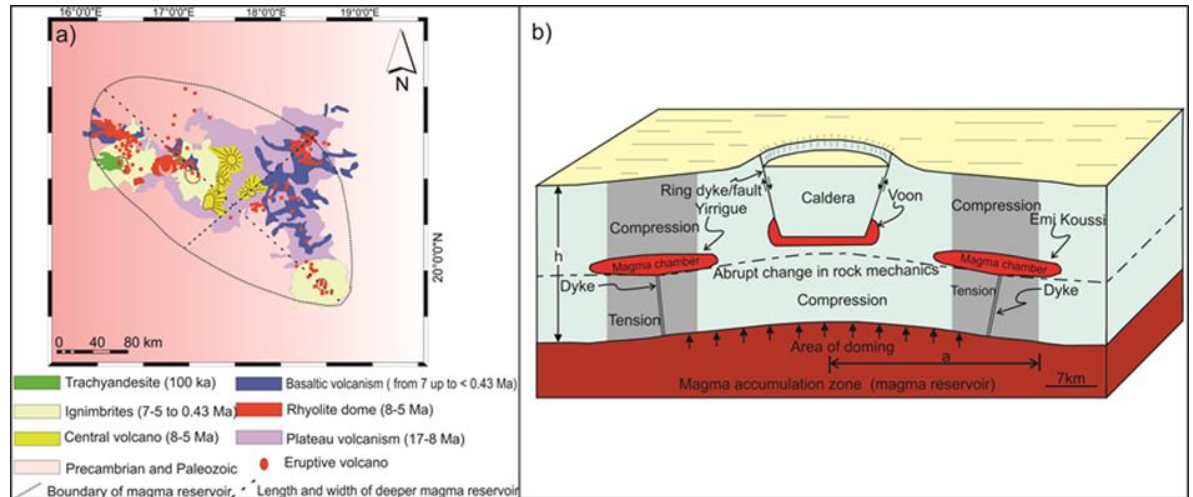 16°0'0"E 17°0'0"E 18°0'0"E 19°0'0"E
a)
N
20°0'0"N
0 40 80 km
Trachyandesite (100 ka)
Basaltic volcanism ( from 7 up to < 0.43 Ma)
Ignimbrites (7-5 to 0.43 Ma)
Rhyolite dome (8-5 Ma)
Central volcano (8-5 Ma)
Plateau volcanism (17-8 Ma)
Precambrian and Paleozoic
Eruptive volcano
Boundary of magma reservoir
Length and width of deeper magma reservoir
b)
Ring dyke/fault
Yirrigue
Caldera
Voon
Compression
Compression
Emi Koussi
h
Magma chamber
Magma chamber
Abrupt change in rock mechanics
Dyke
Compression
Tension
Dyke
Tension
Area of doming
a
Magma accumulation zone (magma reservoir)
7km